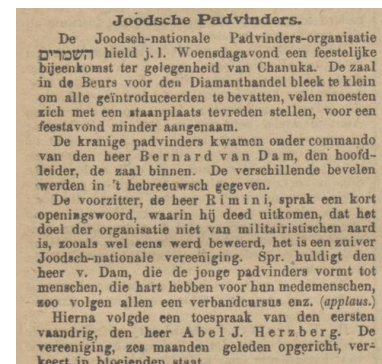 Joodsche Padvinders.
De Joodsch-nationale Padvinders-organisatie
השמרים hield j.l. Woensdagavond een feestelijke
bijeenkomst ter gelegenheid van Chanuka. De zaal
in de Beurs voor den Diamanthandel bleek te klein
om alle geïntroduceerden te bevatten, velen moesten
zich met een staanplaats tevreden stellen, voor een
feestavond minder aangenaam.
De kranige padvinders kwamen onder commando
van den heer Bernard van Dam, den hoofd-
leider, de zaal binnen. De verschillende bevelen
werden in 't hebreeuwsch gegeven.
De voorzitter, de heer Rimini, sprak een kort
openingswoord, waarin hij deed uitkomen, dat het
doel der organisatie niet van militairistischen aard
is, zooals wel eens werd beweerd, het is een zuiver
Joodsch-nationale vereeniging. Spr. huldigt den
heer v. Dam, die de jonge padvinders vormt tot
menschen, die hart hebben voor hun medemenschen,
zoo volgen allen een verbandcursus enz. (applaus.)
Hierna volgde een toespraak van den eersten
vaandrig, den heer Abel J. Herzberg. De
vereeniging, zes maanden geleden opgericht, ver-
keert in bloeienden staat.